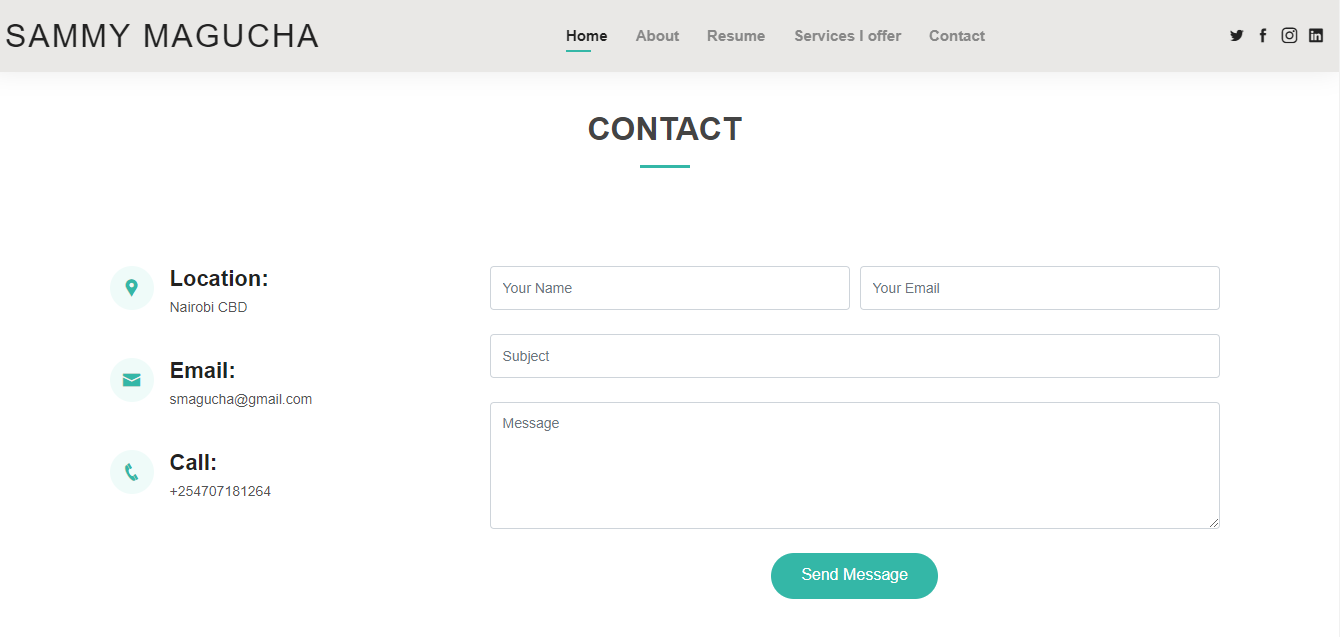 SAMMY MAGUCHA
Home About Resume Services I offer Contact
CONTACT
Location:
Nairobi CBD
Email:
smagucha@gmail.com
Call:
+254707181264
Your Name
Your Email
Subject
Message
Send Message